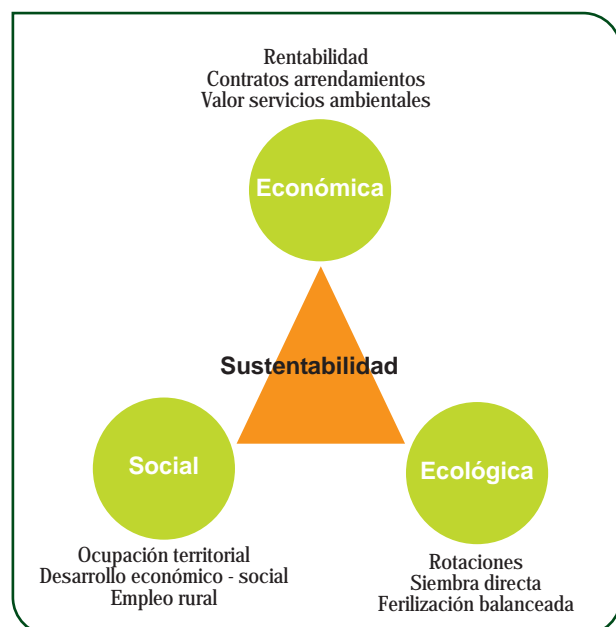 Rentabilidad
Contratos arrendamientos
Valor servicios ambientales
Económica
Sustentabilidad
Social
Ecológica
Ocupación territorial
Desarrollo económico - social
Empleo rural
Rotaciones
Siembra directa
Ferilización balanceada